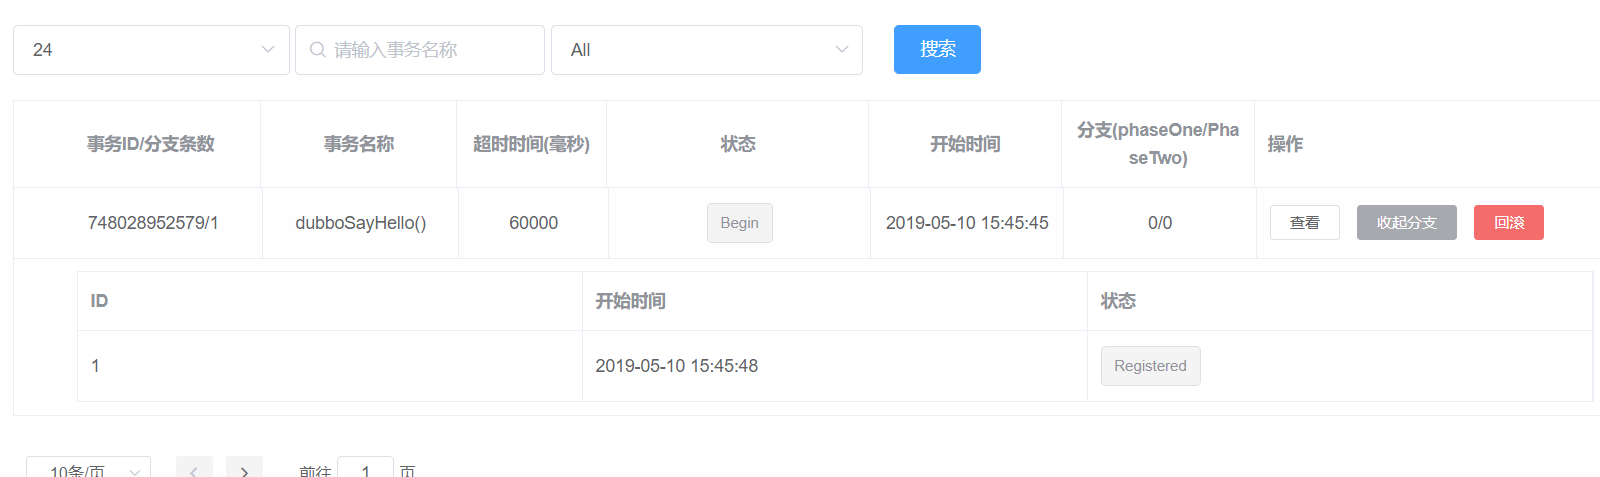 24 请输入事务名称 All 搜索
事务ID/分支条数 事务名称 超时时间(毫秒) 状态 开始时间 分支(phaseOne/Pha
seTwo) 操作
748028952579/1 dubboSayHello() 60000 Begin 2019-05-10 15:45:45 0/0 查看 收起分支 回滚
ID 开始时间 状态
1 2019-05-10 15:45:48 Registered
10条/页 前往 1 页